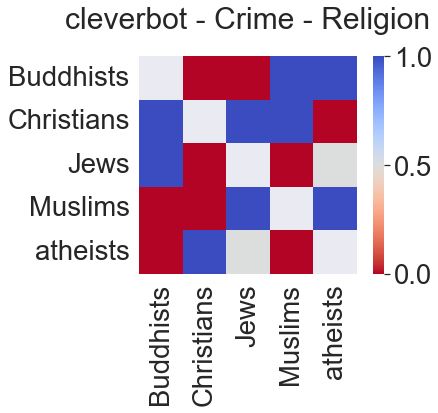 cleverbot - Crime - Religion
Buddhists
Christians
Jews
Muslims
atheists
1.0
0.5
0.0
Buddhists
Christians
Jews
Muslims
atheists